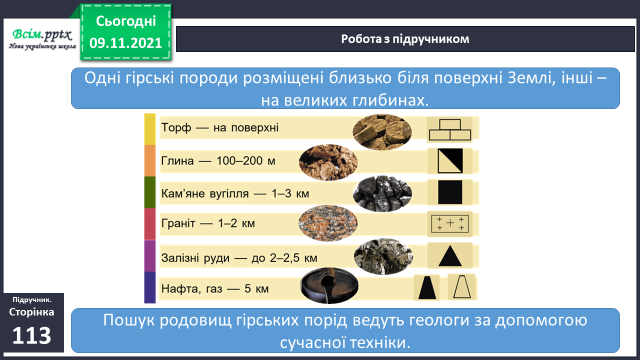 Всім.pptx
Нова українська школа
Сьогодні
09.11.2021
Робота з підручником
Одні гірські породи розміщені близько біля поверхні Землі, інші –
на великих глибинах.
Торф — на поверхні
Глина — 100–200 м
Кам'яне вугілля — 1–3 км
Граніт — 1–2 км
Залізні руди — до 2–2,5 км
Нафта, газ — 5 км
Підручник.
Сторінка
113
Пошук родовищ гірських порід ведуть геологи за допомогою
сучасної техніки.